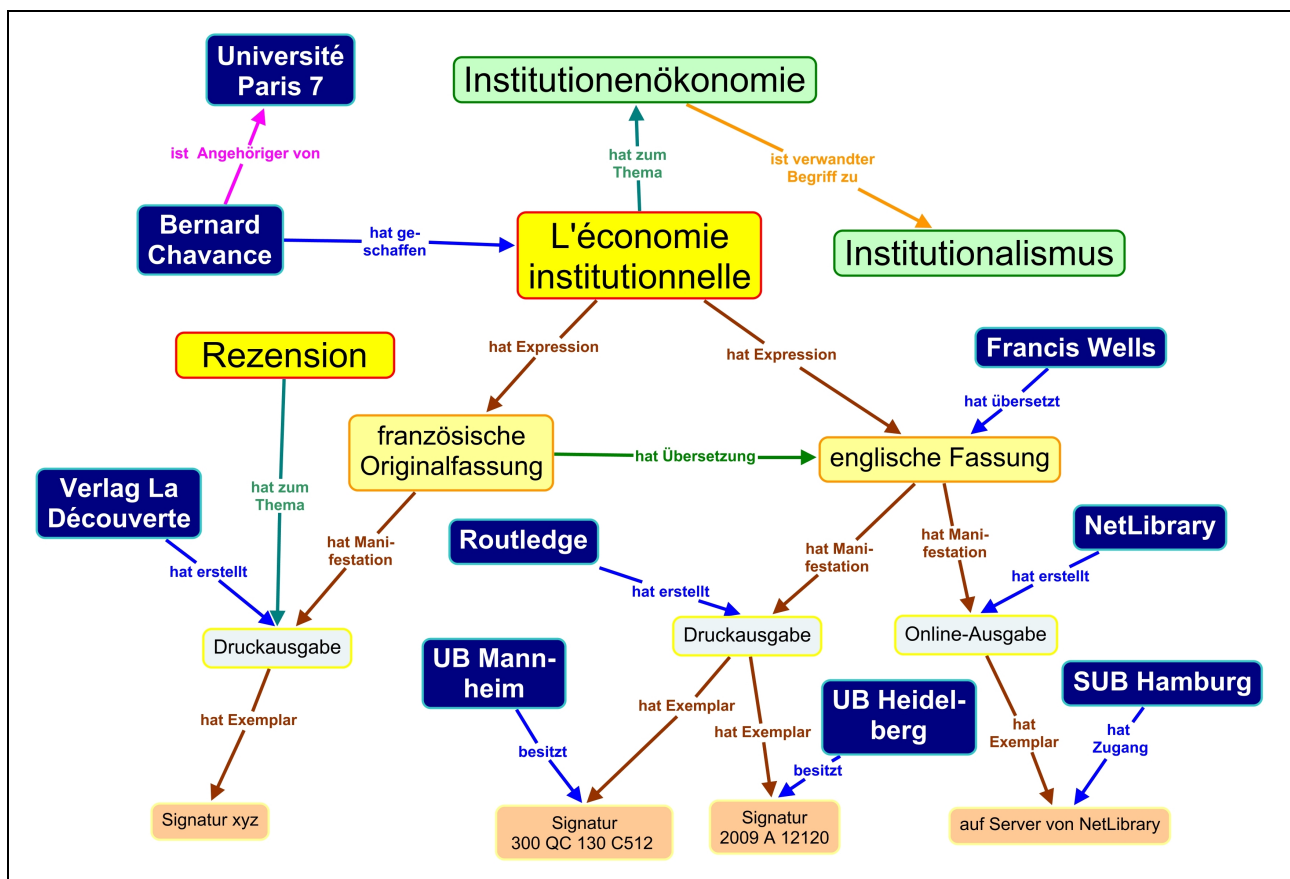 Université
Paris 7
Institutionenökonomie
ist  Angehöriger von
hat zum
Thema
ist verwandter
Begriff zu
Bernard
Chavance
hat ge-
schaffen
L'économie
institutionnelle
Institutionalismus
Rezension
hat Expression
hat Expression
Francis Wells
hat übersetzt
französische
Originalfassung
hat Übersetzung
englische Fassung
Verlag La
Découverte
hat zum
Thema
hat Mani-
festation
Routledge
hat Mani-
festation
hat Mani-
festation
NetLibrary
hat erstellt
hat erstellt
hat erstellt
Druckausgabe
Druckausgabe
Online-Ausgabe
UB Mann-
heim
hat Exemplar
hat Exemplar
hat Exemplar
UB Heidel-
berg
hat
Exemplar
SUB Hamburg
hat
Zugang
besitzt
besitzt
Signatur xyz
Signatur
300 QC 130 C512
Signatur
2009 A 12120
auf Server von NetLibrary